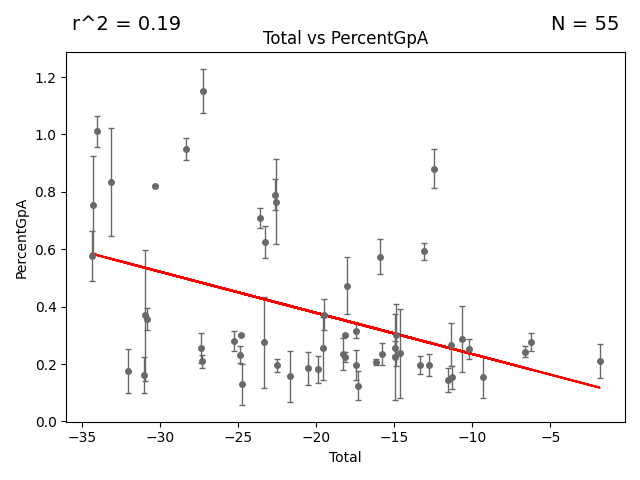 r^2 = 0.19
N = 55
Total vs PercentGpA
PercentGpA
1.2
1.0
0.8
0.6
0.4
0.2
0.0
−35 −30 −25 −20 −15 −10 −5
Total